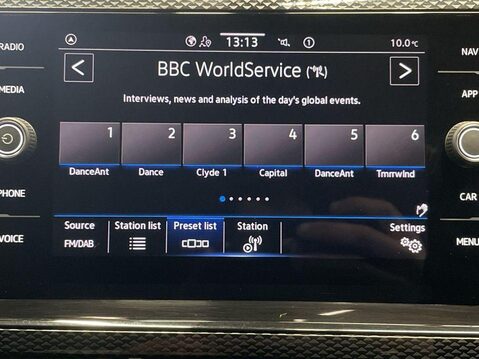 RADIO
MEDIA
PHONE
VOICE
13:13
1
10.0°C
BBC WorldService
Interviews, news and analysis of the day's global events.
1 2 3 4 5 6
DanceAnt Dance Clyde 1 Capital DanceAnt Tmrrwlnd
Source Station list Preset list Station Settings
FM/DAB
NAV
APP
CAR
MENU